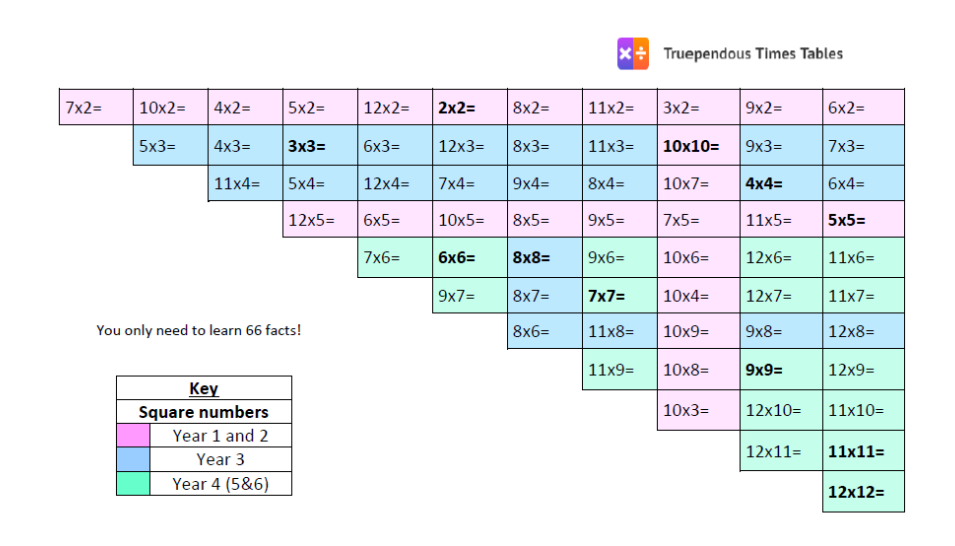 ×÷ Truependous Times Tables
7x2= 10x2= 4x2= 5x2= 12x2= 2x2= 8x2= 11x2= 3x2= 9x2= 6x2=
5x3= 4x3= 3x3= 6x3= 12x3= 8x3= 11x3= 10x10= 9x3= 7x3=
11x4= 5x4= 12x4= 7x4= 9x4= 8x4= 10x7= 4x4= 6x4=
12x5= 6x5= 10x5= 8x5= 9x5= 7x5= 11x5= 5x5=
7x6= 6x6= 8x8= 9x6= 10x6= 12x6= 11x6=
9x7= 8x7= 7x7= 10x4= 12x7= 11x7=
You only need to learn 66 facts!
8x6= 11x8= 10x9= 9x8= 12x8=
11x9= 10x8= 9x9= 12x9=
10x3= 12x10= 11x10=
12x11= 11x11=
12x12=
Key
Square numbers
Year 1 and 2
Year 3
Year 4 (5&6)